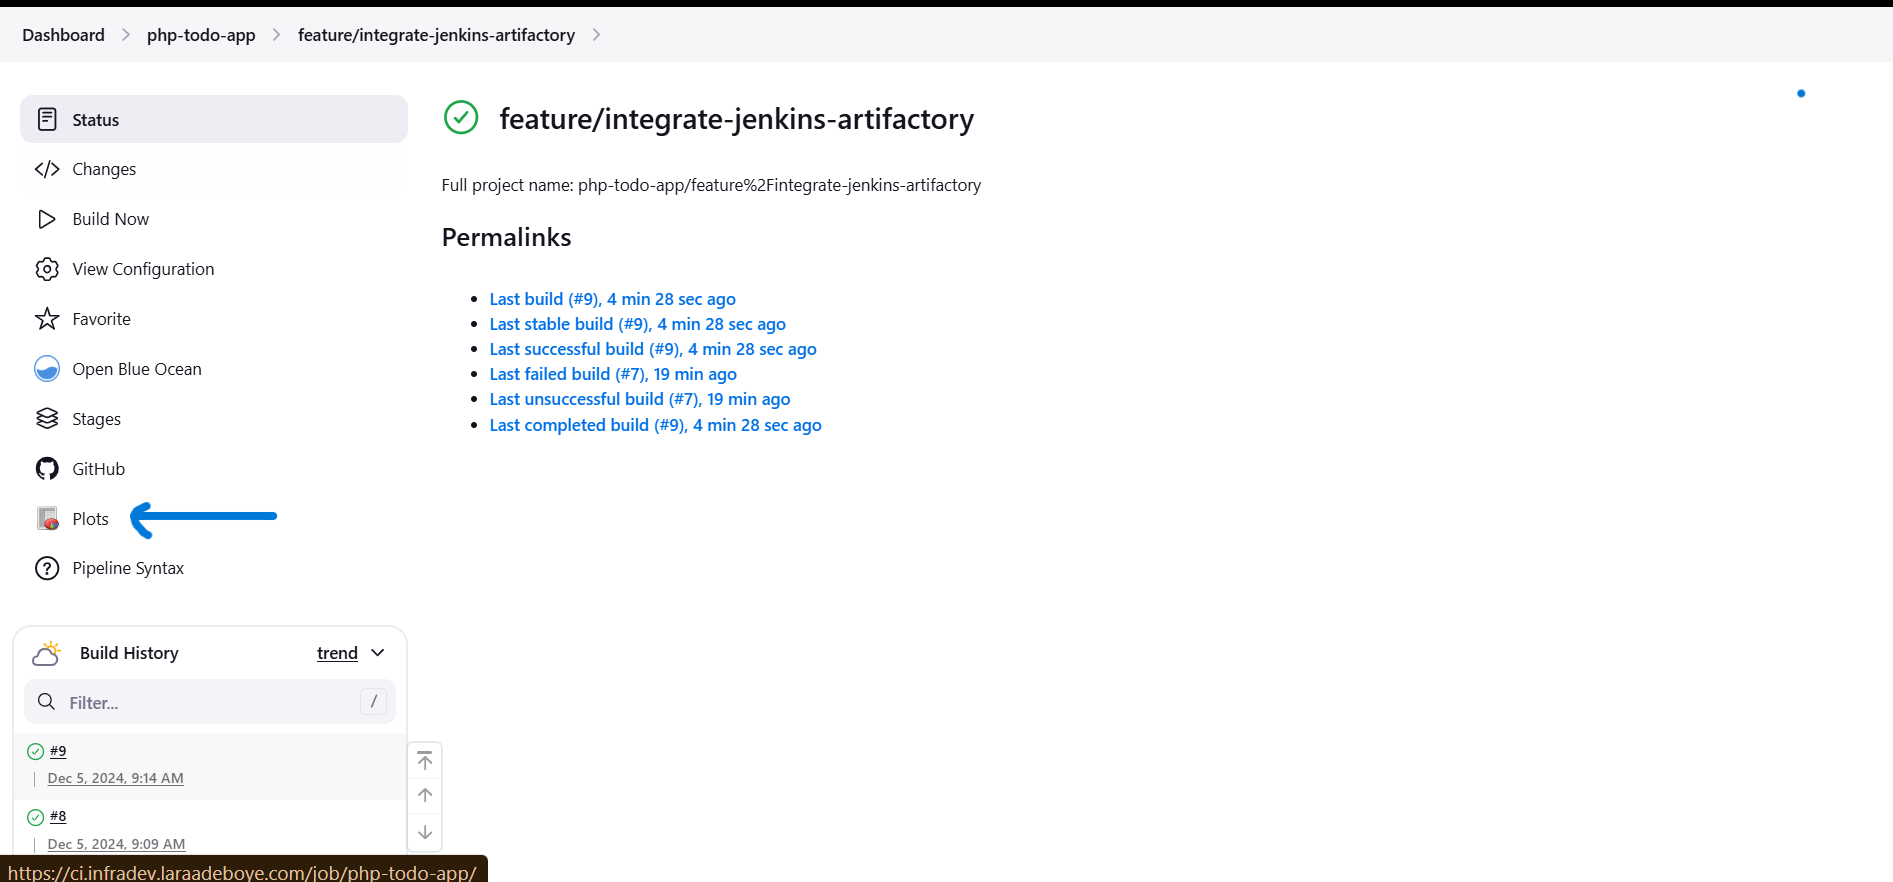 Dashboard php-todo-app feature/integrate-jenkins-artifactory
Status
Changes
Build Now
View Configuration
Favorite
Open Blue Ocean
Stages
GitHub
Plots
Pipeline Syntax
Build History trend
Filter... /
#9
Dec 5, 2024, 9:14 AM
#8
Dec 5, 2024, 9:09 AM
feature/integrate-jenkins-artifactory
Full project name: php-todo-app/feature%2Fintegrate-jenkins-artifactory
Permalinks
Last build (#9), 4 min 28 sec ago
Last stable build (#9), 4 min 28 sec ago
Last successful build (#9), 4 min 28 sec ago
Last failed build (#7), 19 min ago
Last unsuccessful build (#7), 19 min ago
Last completed build (#9), 4 min 28 sec ago
https://ci.infradev.laraadeboye.com/job/php-todo-app/